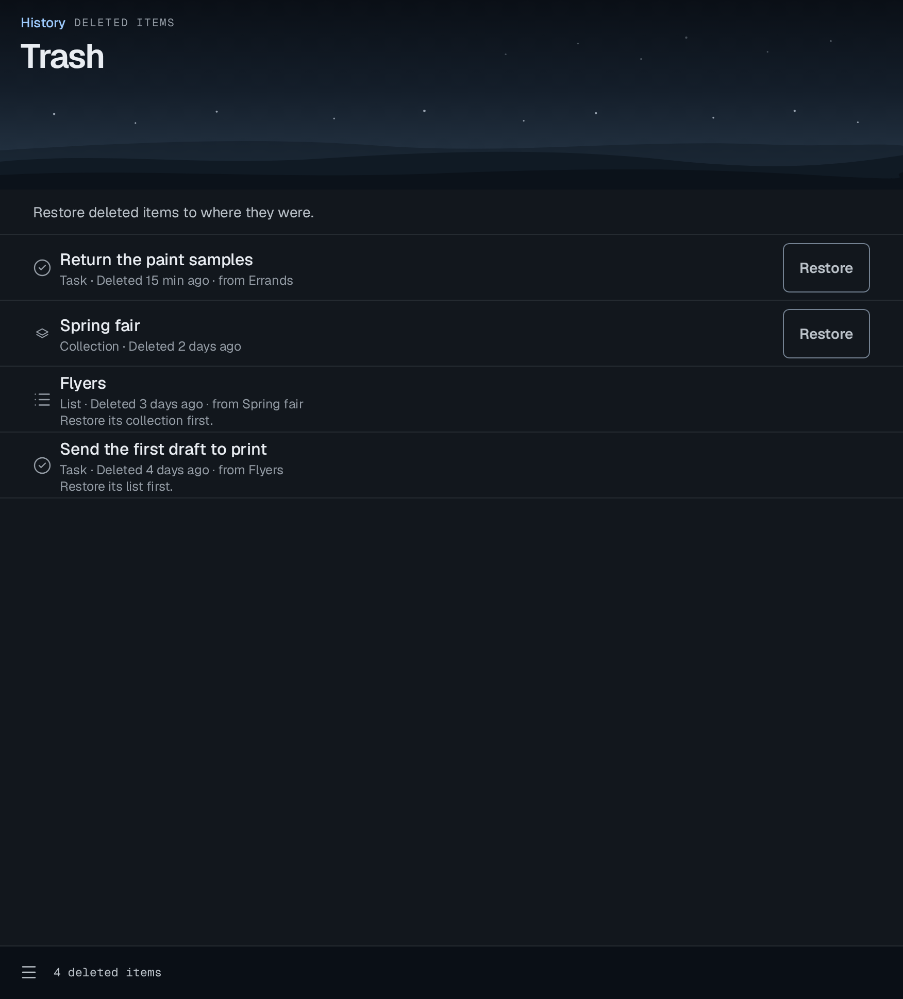 History DELETED ITEMS
Trash
Restore deleted items to where they were.
Return the paint samples
Task · Deleted 15 min ago · from Errands
Restore
Spring fair
Collection · Deleted 2 days ago
Restore
Flyers
List · Deleted 3 days ago · from Spring fair
Restore its collection first.
Send the first draft to print
Task · Deleted 4 days ago · from Flyers
Restore its list first.
4 deleted items